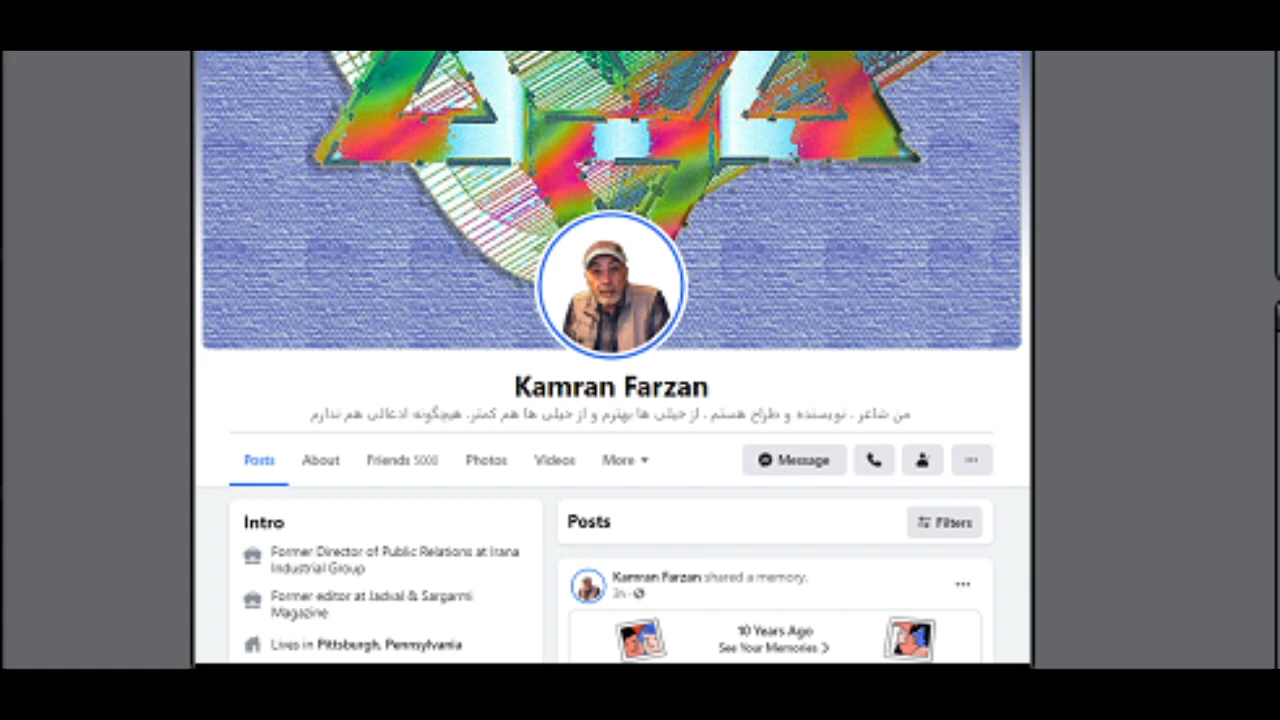 Kamran Farzan
من شاعر ، نویسنده و طراح هستم ، از خیلی ها بهترم و از خیلی ها هم کمتر. هیچگونه ادعائی هم ندارم
Posts About Friends 5000 Photos Videos More Message
Intro
Former Director of Public Relations at Irana
Industrial Group
Former editor at Jadval & Sargarmi
Magazine
Lives in Pittsburgh, Pennsylvania
Posts Filters
Kamran Farzan shared a memory.
10 Years Ago
See Your Memories